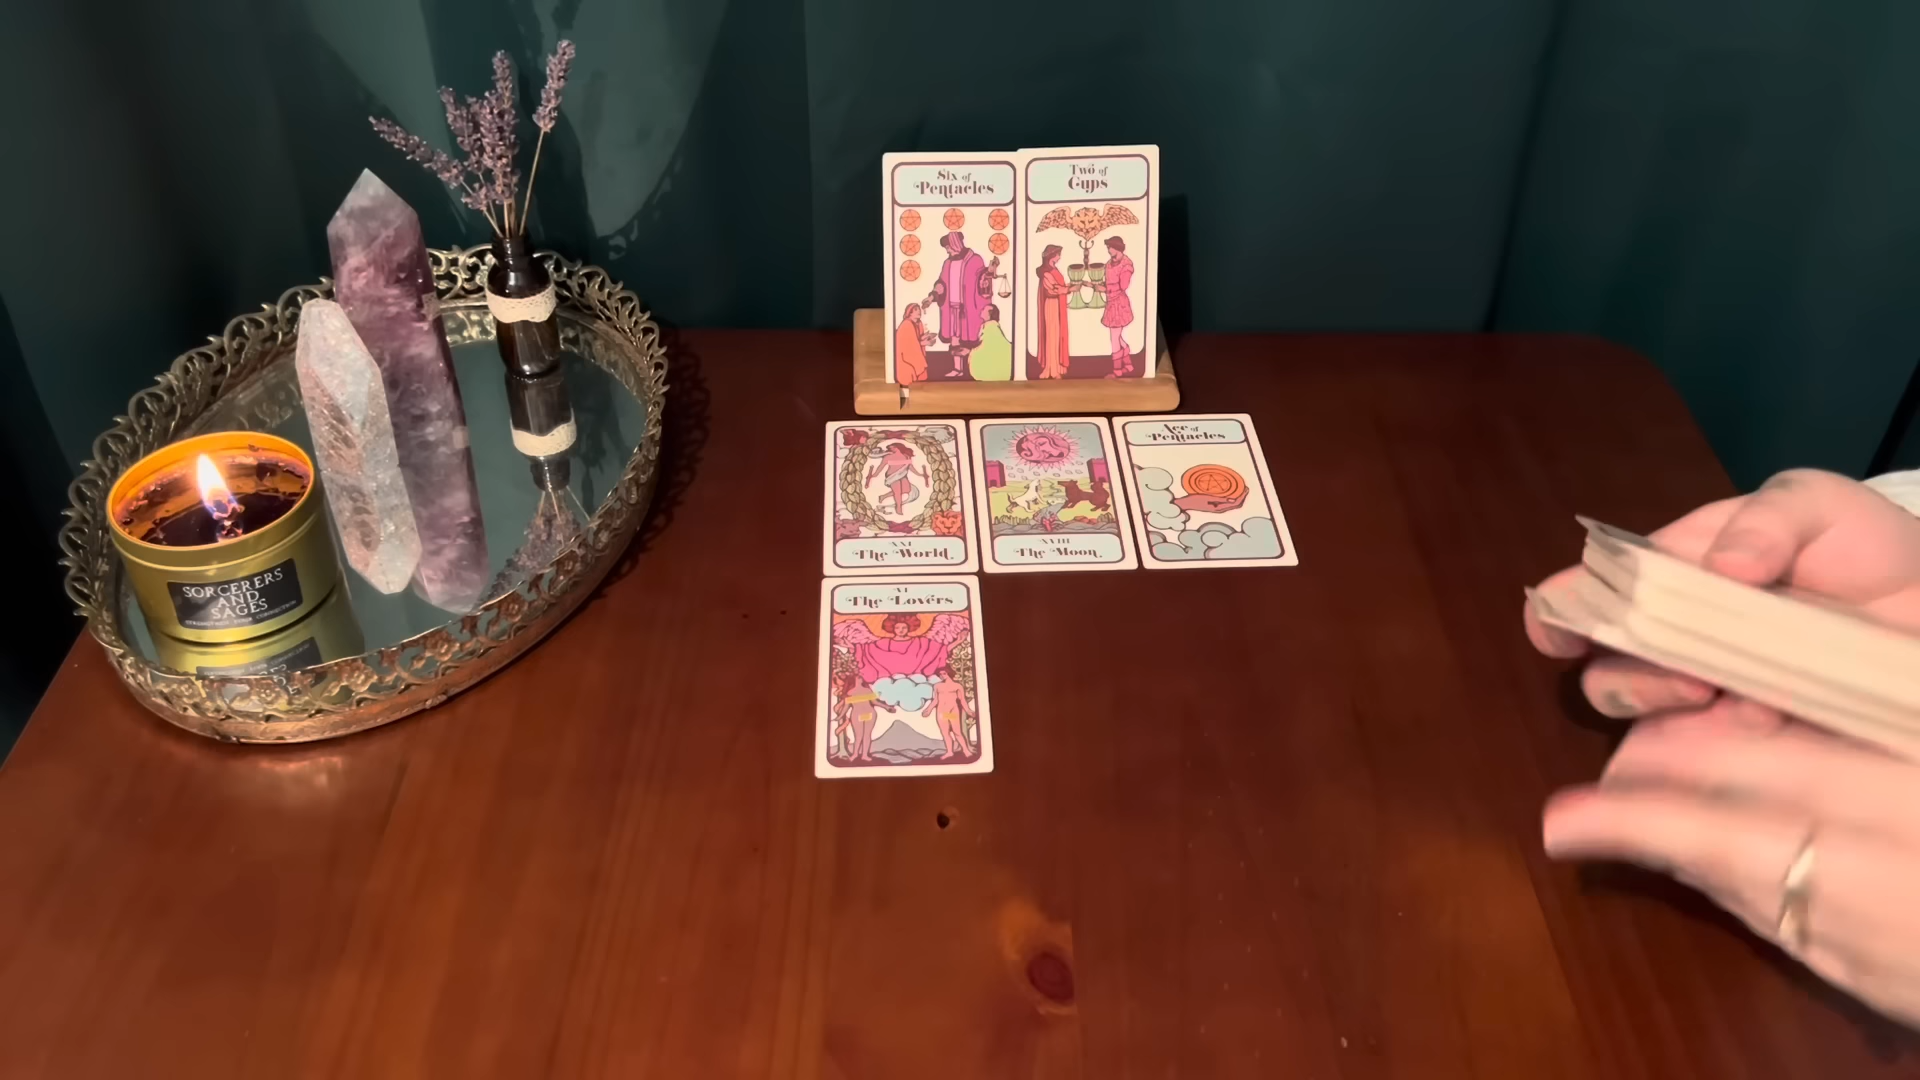 Six of
Pentacles
Two of
Cups
XXI
The World
XVIII
The Moon
Ace of
Pentacles
VI
The Lovers
SORCERERS
AND
SAGES